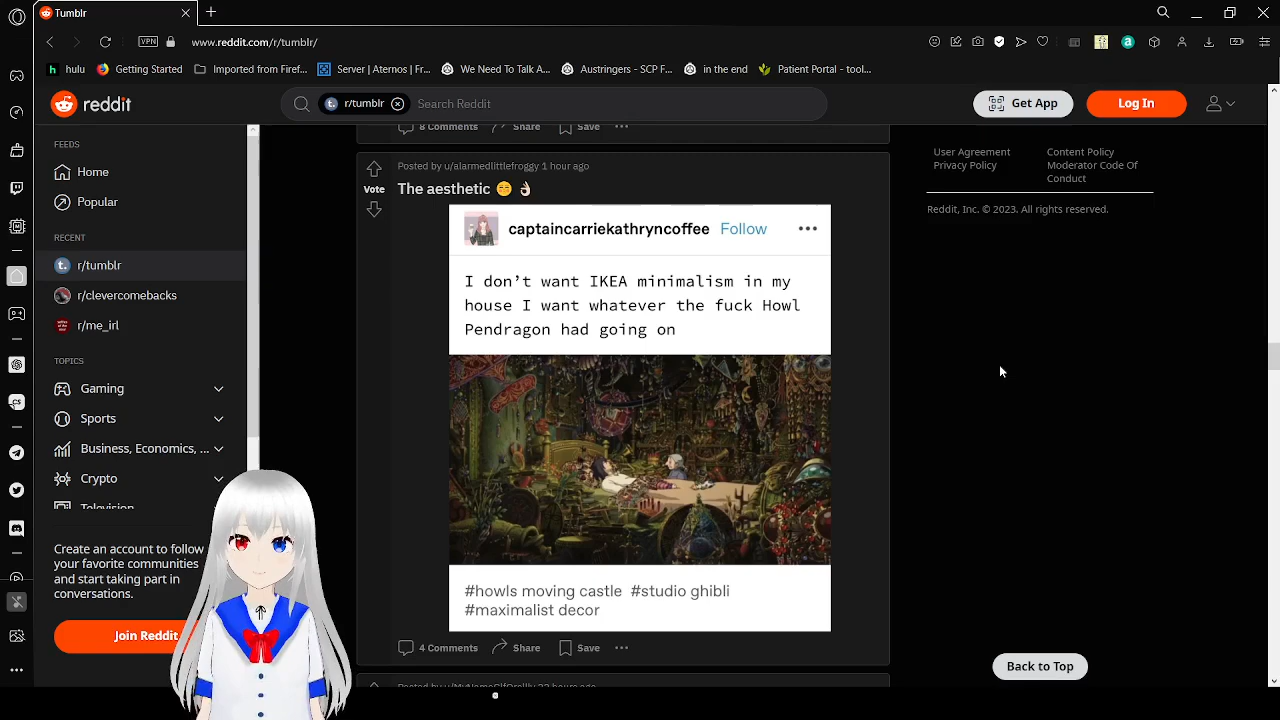 Tumblr
VPN
www.reddit.com/r/tumblr/
hulu
Getting Started
Imported from Firef...
Server | Aternos | Fr...
We Need To Talk A...
Austringers - SCP F...
in the end
Patient Portal - tool...
reddit
r/tumblr
Search Reddit
Get App
Log In
FEEDS
Home
Popular
RECENT
r/tumblr
r/clevercomebacks
r/me_irl
TOPICS
Gaming
Sports
Business, Economics, ...
Crypto
Television
Create an account to follow
your favorite communities
and start taking part in
conversations.
Join Reddit
8 Comments
Share
Save
Posted by u/alarmedlittlefroggy 1 hour ago
Vote
The aesthetic 😌 👌🏻
captaincarriekathryncoffee Follow
I don’t want IKEA minimalism in my
house I want whatever the fuck Howl
Pendragon had going on
#howls moving castle #studio ghibli
#maximalist decor
4 Comments
Share
Save
User Agreement
Privacy Policy
Content Policy
Moderator Code Of
Conduct
Reddit, Inc. © 2023. All rights reserved.
Back to Top